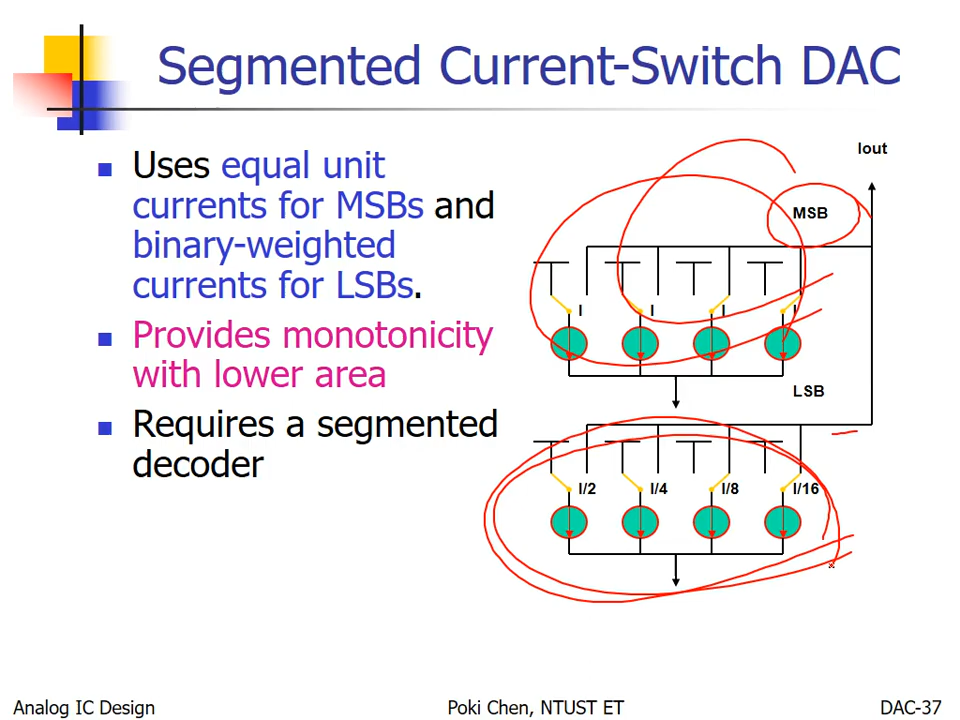 Segmented Current-Switch DAC
Uses equal unit
currents for MSBs and
binary-weighted
currents for LSBs.
Provides monotonicity
with lower area
Requires a segmented
decoder
Iout
MSB
I I I I
LSB
I/2 I/4 I/8 I/16
Analog IC Design Poki Chen, NTUST ET DAC-37